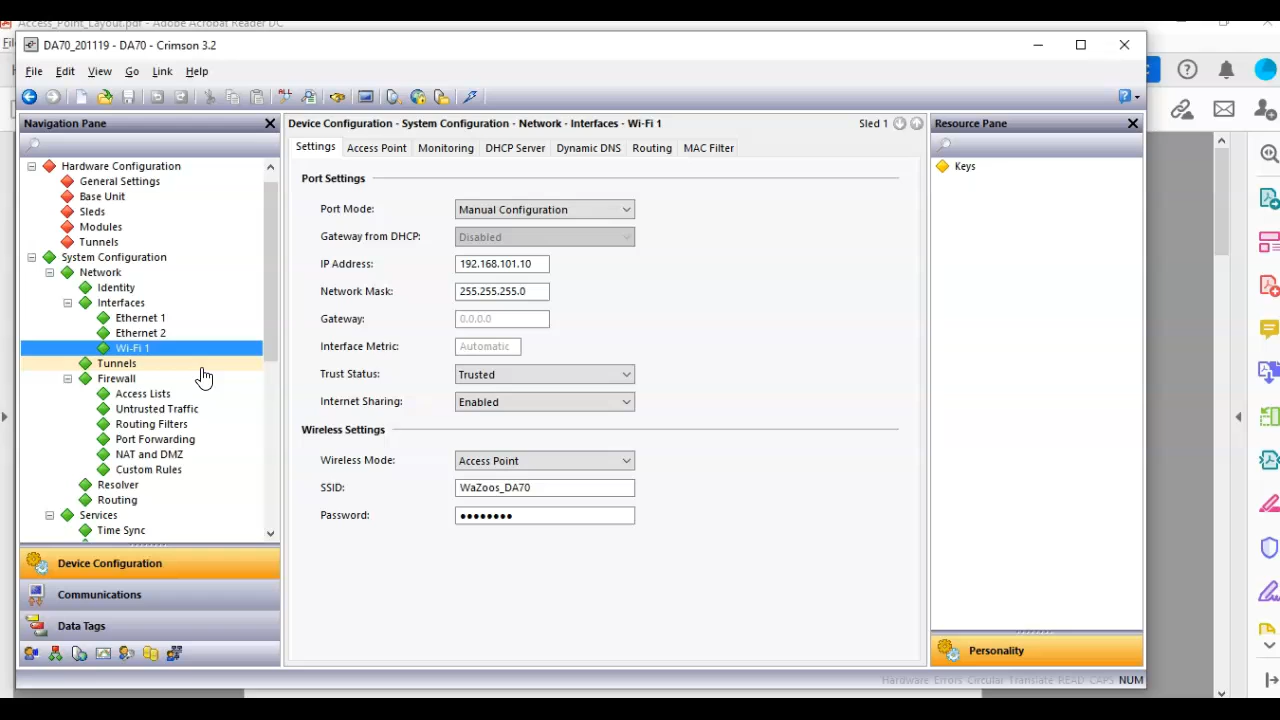 Access_Point_Layout.pdf - Adobe Acrobat Reader DC
DA70_201119 - DA70 - Crimson 3.2
File Edit View Go Link Help
Navigation Pane
Hardware Configuration
General Settings
Base Unit
Sleds
Modules
Tunnels
System Configuration
Network
Identity
Interfaces
Ethernet 1
Ethernet 2
Wi-Fi 1
Tunnels
Firewall
Access Lists
Untrusted Traffic
Routing Filters
Port Forwarding
NAT and DMZ
Custom Rules
Resolver
Routing
Services
Time Sync
Device Configuration
Communications
Data Tags
Device Configuration - System Configuration - Network - Interfaces - Wi-Fi 1 Sled 1
Settings Access Point Monitoring DHCP Server Dynamic DNS Routing MAC Filter
Port Settings
Port Mode: Manual Configuration
Gateway from DHCP: Disabled
IP Address: 192.168.101.10
Network Mask: 255.255.255.0
Gateway: 0.0.0.0
Interface Metric: Automatic
Trust Status: Trusted
Internet Sharing: Enabled
Wireless Settings
Wireless Mode: Access Point
SSID: WaZoos_DA70
Password: ●●●●●●●●
Resource Pane
Keys
Personality
Hardware Errors Circular Translate READ CAPS NUM